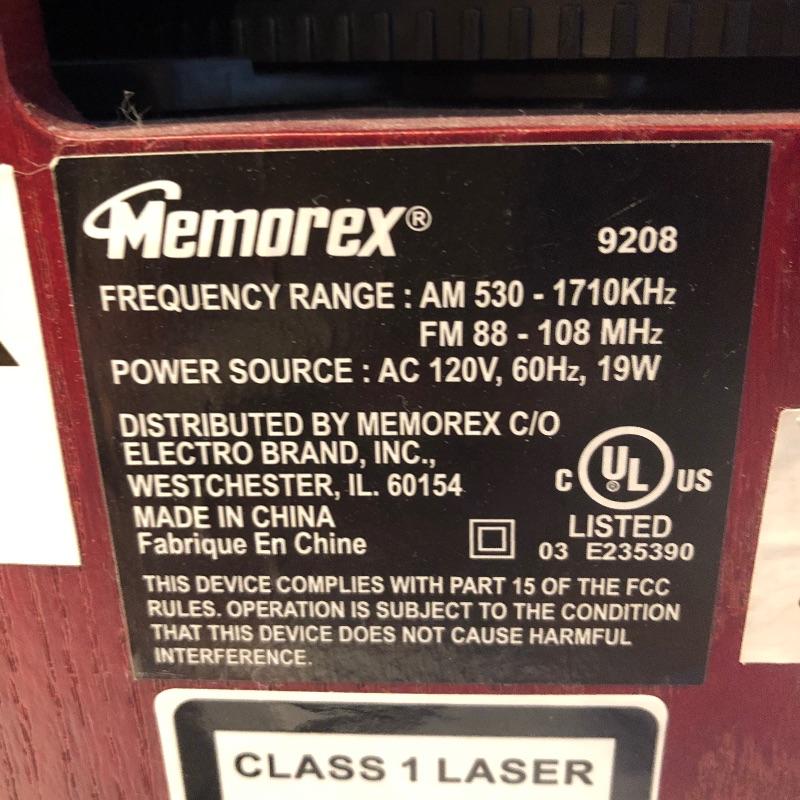 Memorex®
9208
FREQUENCY RANGE : AM 530 - 1710KHz
FM 88 - 108 MHz
POWER SOURCE : AC 120V, 60Hz, 19W
DISTRIBUTED BY MEMOREX C/O
ELECTRO BRAND, INC.,
WESTCHESTER, IL. 60154
MADE IN CHINA
Fabrique En Chine
C UL® US
LISTED
03 E235390
THIS DEVICE COMPLIES WITH PART 15 OF THE FCC
RULES. OPERATION IS SUBJECT TO THE CONDITION
THAT THIS DEVICE DOES NOT CAUSE HARMFUL
INTERFERENCE.
CLASS 1 LASER